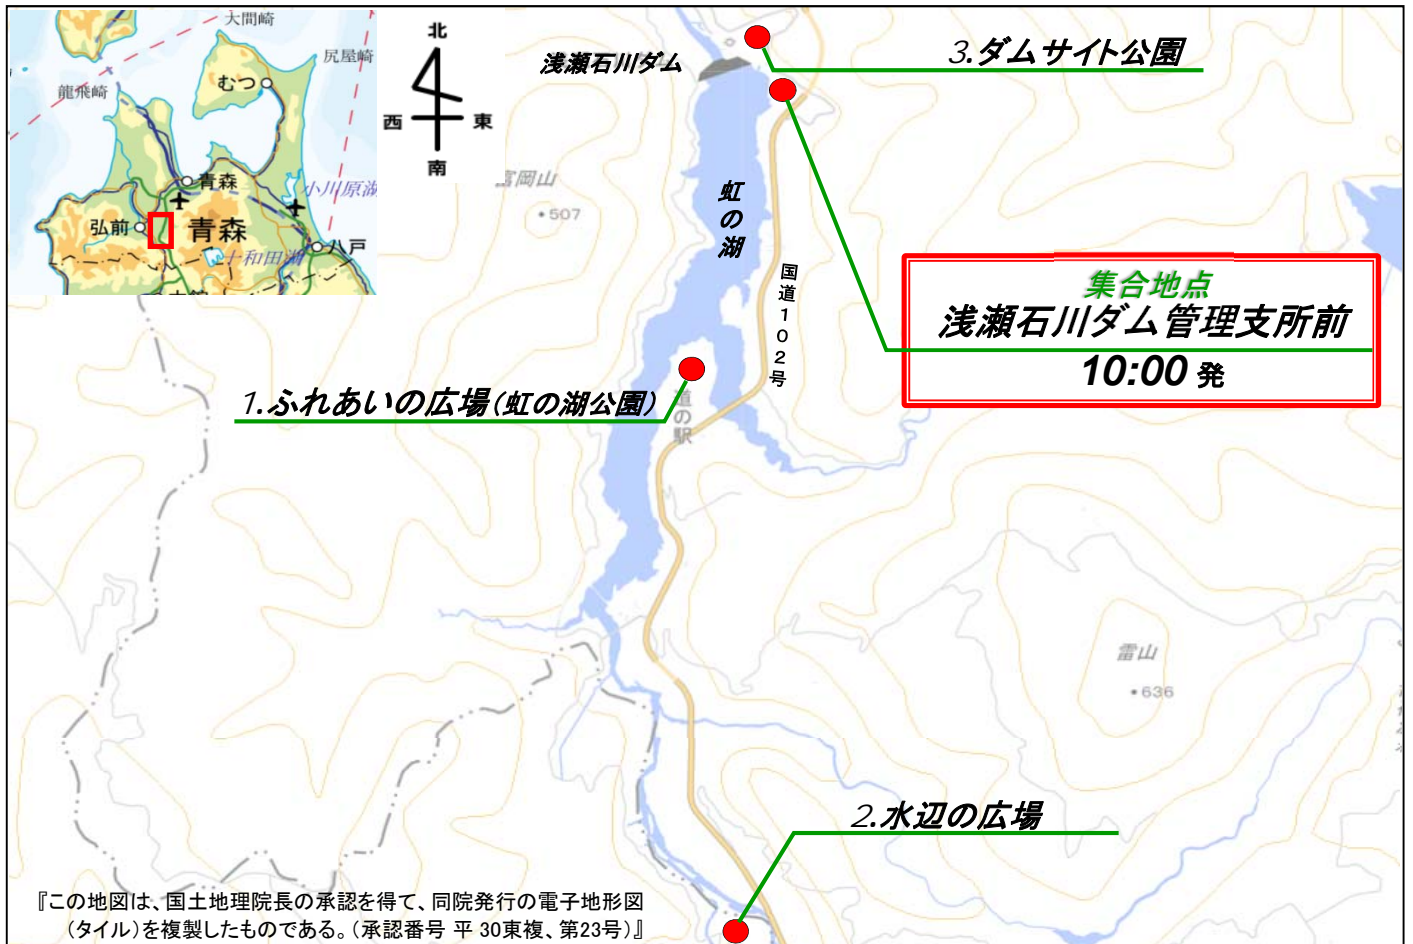 大間崎
尻屋崎
龍飛崎
むつ
青森
小川原湖
弘前
青森
十和田湖
八戸
北
西 東
南
浅瀬石川ダム
3.ダムサイト公園
富岡山
507
虹の湖
国道102号
集合地点
浅瀬石川ダム管理支所前
10:00 発
1.ふれあいの広場(虹の湖公園)
道の駅
雷山
636
2.水辺の広場
『この地図は、国土地理院長の承認を得て、同院発行の電子地形図
(タイル)を複製したものである。(承認番号 平 30東複、第23号)』